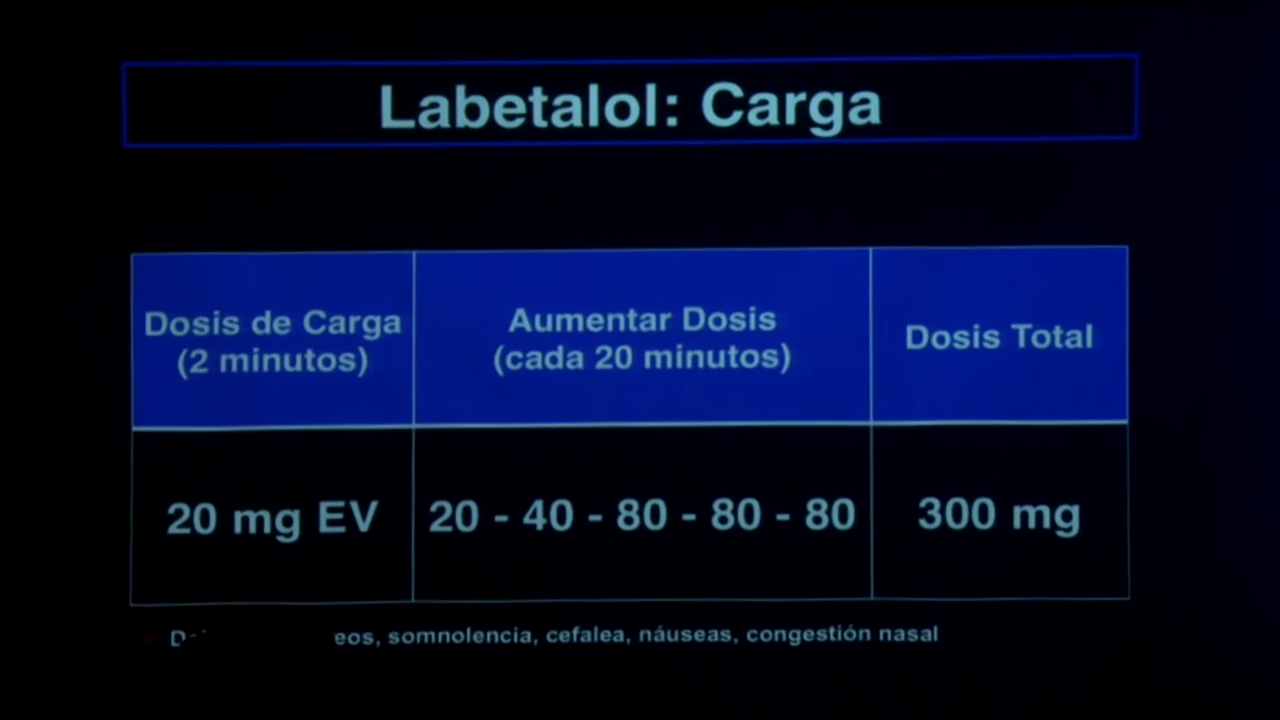 Labetalol: Carga
Dosis de Carga
(2 minutos)
Aumentar Dosis
(cada 20 minutos)
Dosis Total
20 mg EV
20 - 40 - 80 - 80 - 80
300 mg
somnolencia, cefalea, náuseas, congestión nasal